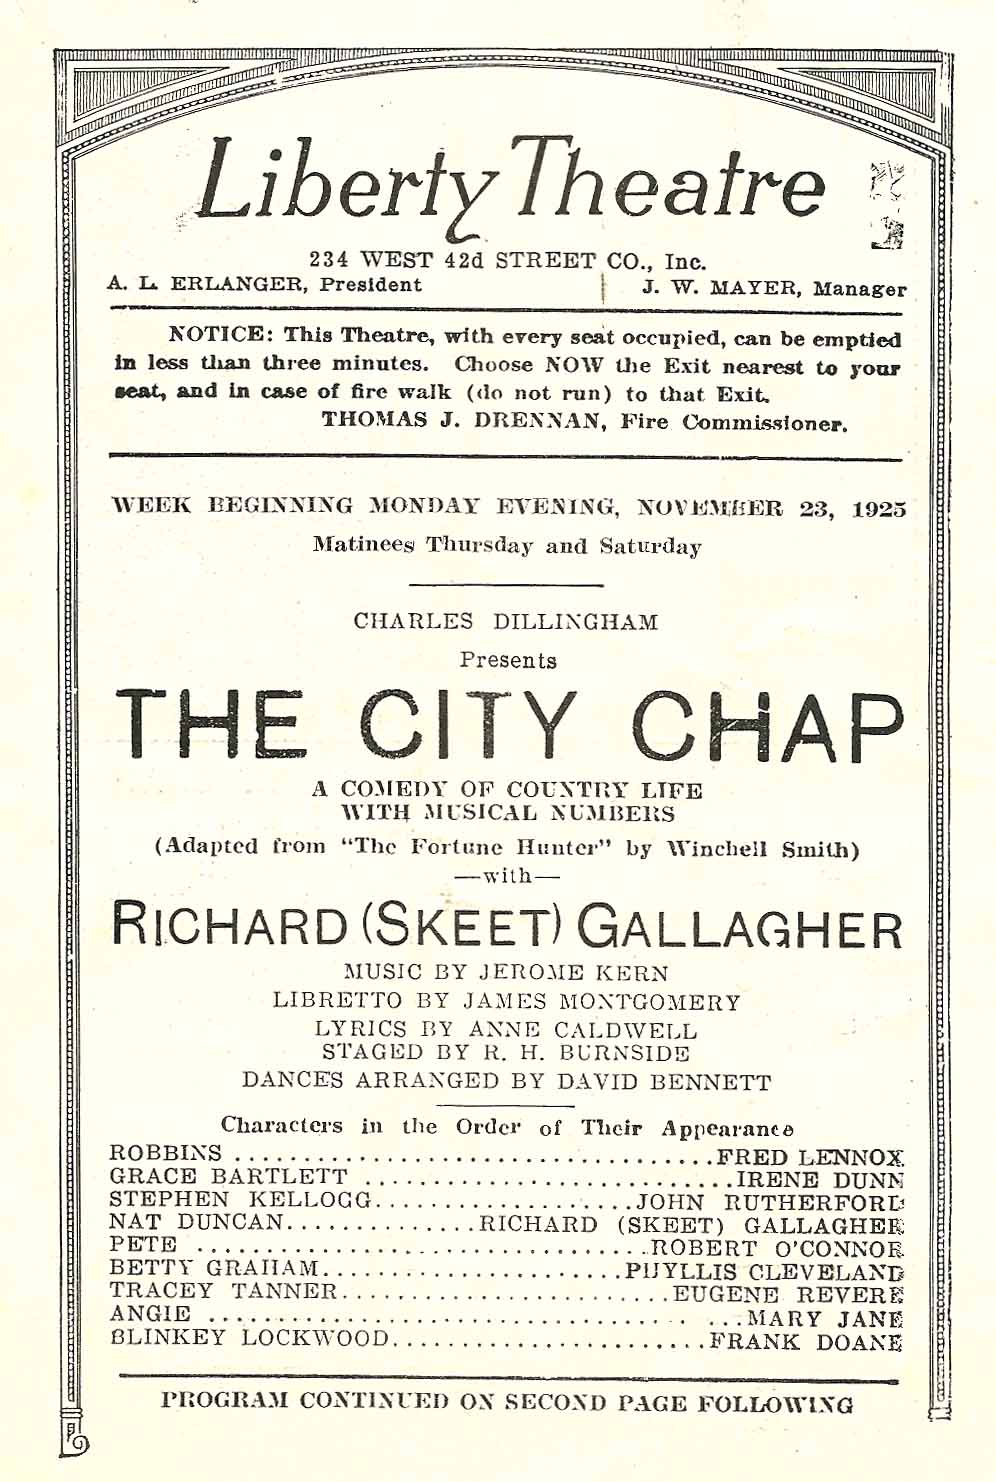 Liberty Theatre
234 WEST 42d STREET CO., Inc.
A. L. ERLANGER, President J. W. MAYER, Manager
NOTICE: This Theatre, with every seat occupied, can be emptied
in less than three minutes. Choose NOW the Exit nearest to your
seat, and in case of fire walk (do not run) to that Exit.
THOMAS J. DRENNAN, Fire Commissioner.
WEEK BEGINNING MONDAY EVENING, NOVEMBER 23, 1925
Matinees Thursday and Saturday
CHARLES DILLINGHAM
Presents
THE CITY CHAP
A COMEDY OF COUNTRY LIFE
WITH MUSICAL NUMBERS
(Adapted from "The Fortune Hunter" by Winchell Smith)
—with—
RICHARD (SKEET) GALLAGHER
MUSIC BY JEROME KERN
LIBRETTO BY JAMES MONTGOMERY
LYRICS BY ANNE CALDWELL
STAGED BY R. H. BURNSIDE
DANCES ARRANGED BY DAVID BENNETT
Characters in the Order of Their Appearance
ROBBINS ........................................FRED LENNOX
GRACE BARTLETT ...............................IRENE DUNN
STEPHEN KELLOGG......................JOHN RUTHERFORD
NAT DUNCAN..............RICHARD (SKEET) GALLAGHER
PETE ......................................ROBERT O'CONNOR
BETTY GRAHAM.........................PHYLLIS CLEVELAND
TRACEY TANNER...........................EUGENE REVERE
ANGIE ............................................MARY JANE
BLINKEY LOCKWOOD..........................FRANK DOANE
PROGRAM CONTINUED ON SECOND PAGE FOLLOWING